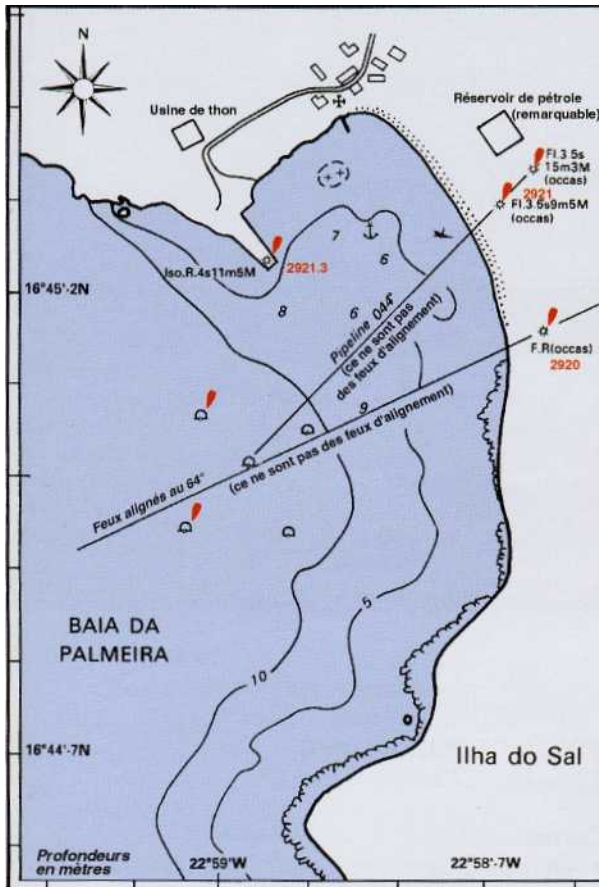 N
Usine de thon
Réservoir de pétrole
(remarquable)
Fl.3.5s
15m3M
(occas)
2921
Fl.3.5s9m5M
(occas)
Iso.R.4s11m5M
2921.3
7
6
8
6
16°45'·2N
Pipeline 044°
(ce ne sont pas
des feux d'alignement)
F.R(occas)
2920
9
Feux alignés au 64°
(ce ne sont pas des feux d'alignement)
BAIA DA
PALMEIRA
5
10
16°44'·7N
Ilha do Sal
Profondeurs
en mètres
22°59'W
22°58'·7W